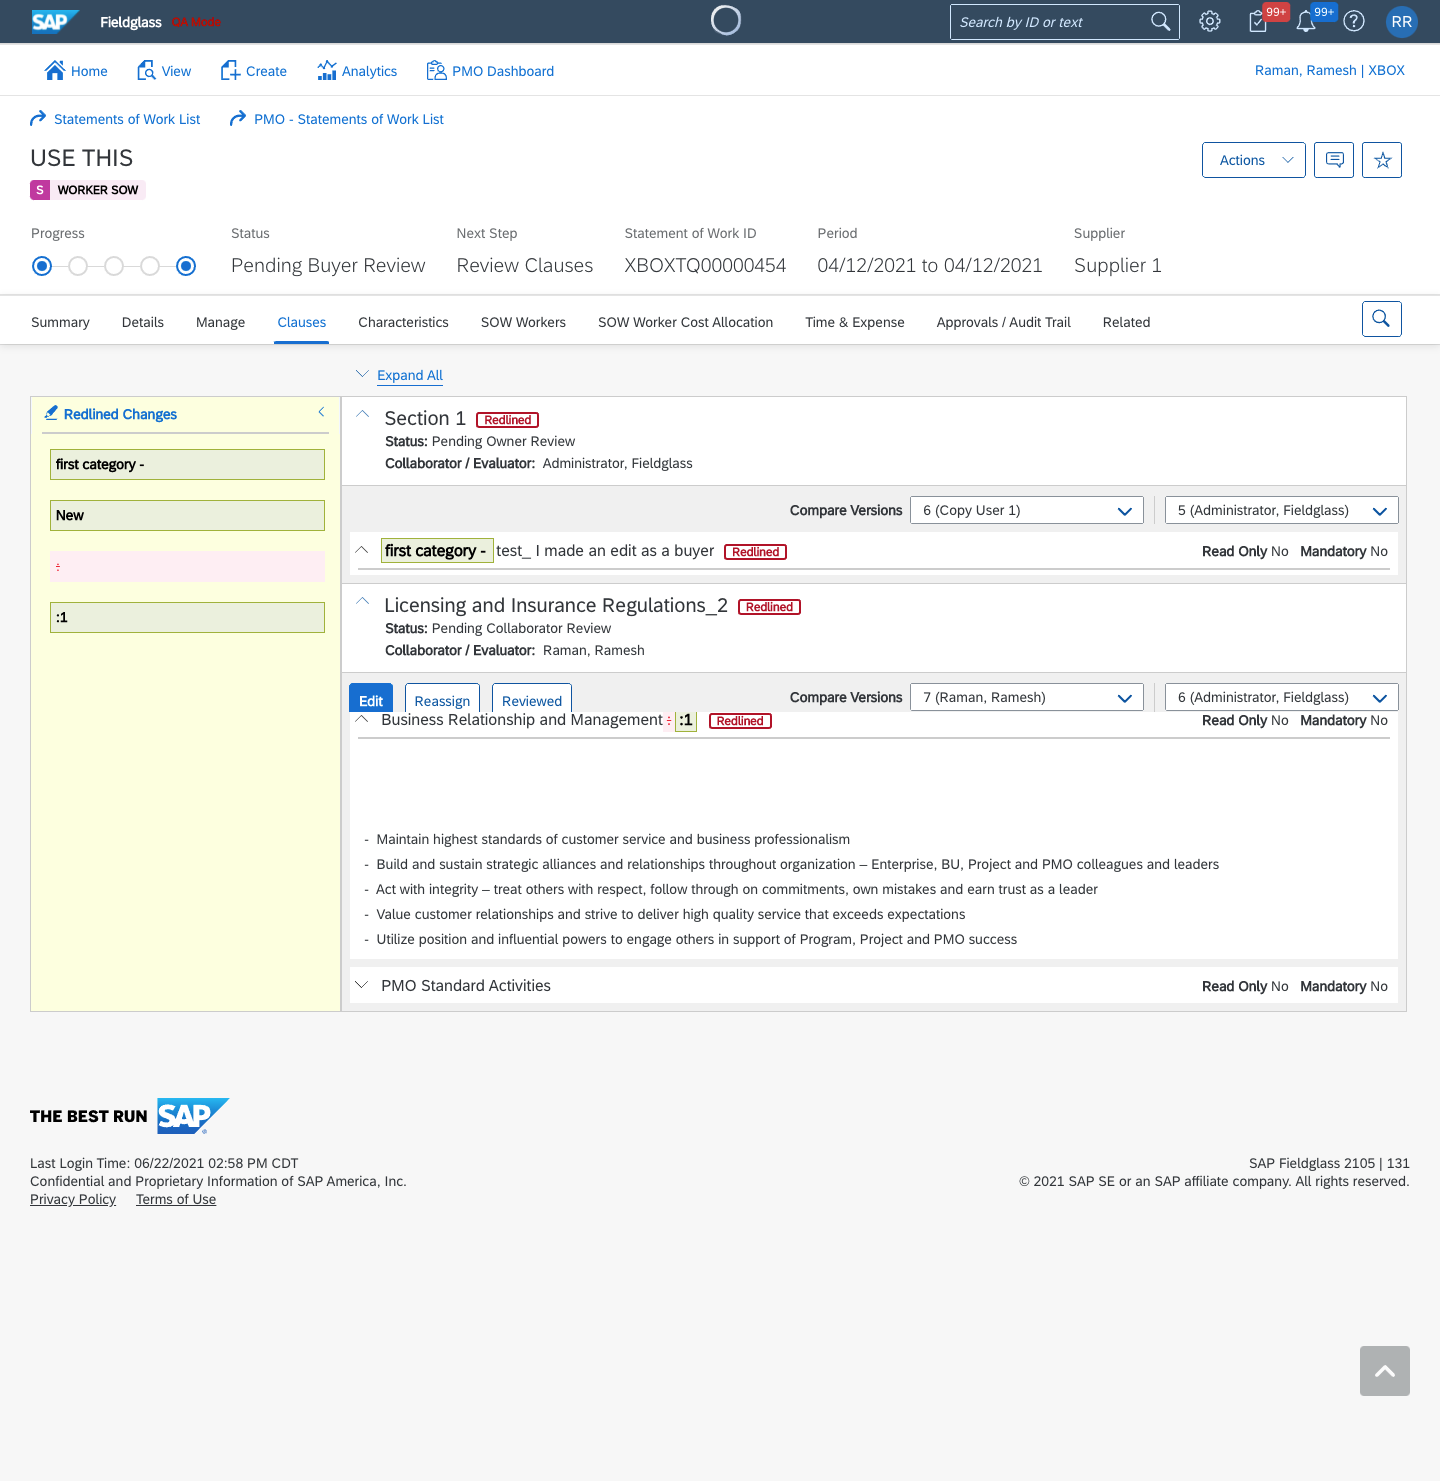 SAP Fieldglass QA Mode Search by ID or text 99+ 99+ RR
Home View Create Analytics PMO Dashboard Raman, Ramesh | XBOX
Statements of Work List PMO - Statements of Work List
USE THIS
Actions
S WORKER SOW
Progress Status Next Step Statement of Work ID Period Supplier
Pending Buyer Review Review Clauses XBOXTQ00000454 04/12/2021 to 04/12/2021 Supplier 1
Summary Details Manage Clauses Characteristics SOW Workers SOW Worker Cost Allocation Time & Expense Approvals / Audit Trail Related
Expand All
Redlined Changes
first category -
New
:
:1
Section 1 Redlined
Status: Pending Owner Review
Collaborator / Evaluator: Administrator, Fieldglass
Compare Versions 6 (Copy User 1) 5 (Administrator, Fieldglass)
first category - test_ I made an edit as a buyer Redlined Read Only No Mandatory No
Licensing and Insurance Regulations_2 Redlined
Status: Pending Collaborator Review
Collaborator / Evaluator: Raman, Ramesh
Edit Reassign Reviewed Compare Versions 7 (Raman, Ramesh) 6 (Administrator, Fieldglass)
Business Relationship and Management : :1 Redlined Read Only No Mandatory No
- Maintain highest standards of customer service and business professionalism
- Build and sustain strategic alliances and relationships throughout organization – Enterprise, BU, Project and PMO colleagues and leaders
- Act with integrity – treat others with respect, follow through on commitments, own mistakes and earn trust as a leader
- Value customer relationships and strive to deliver high quality service that exceeds expectations
- Utilize position and influential powers to engage others in support of Program, Project and PMO success
PMO Standard Activities Read Only No Mandatory No
THE BEST RUN SAP®
Last Login Time: 06/22/2021 02:58 PM CDT SAP Fieldglass 2105 | 131
Confidential and Proprietary Information of SAP America, Inc. © 2021 SAP SE or an SAP affiliate company. All rights reserved.
Privacy Policy Terms of Use